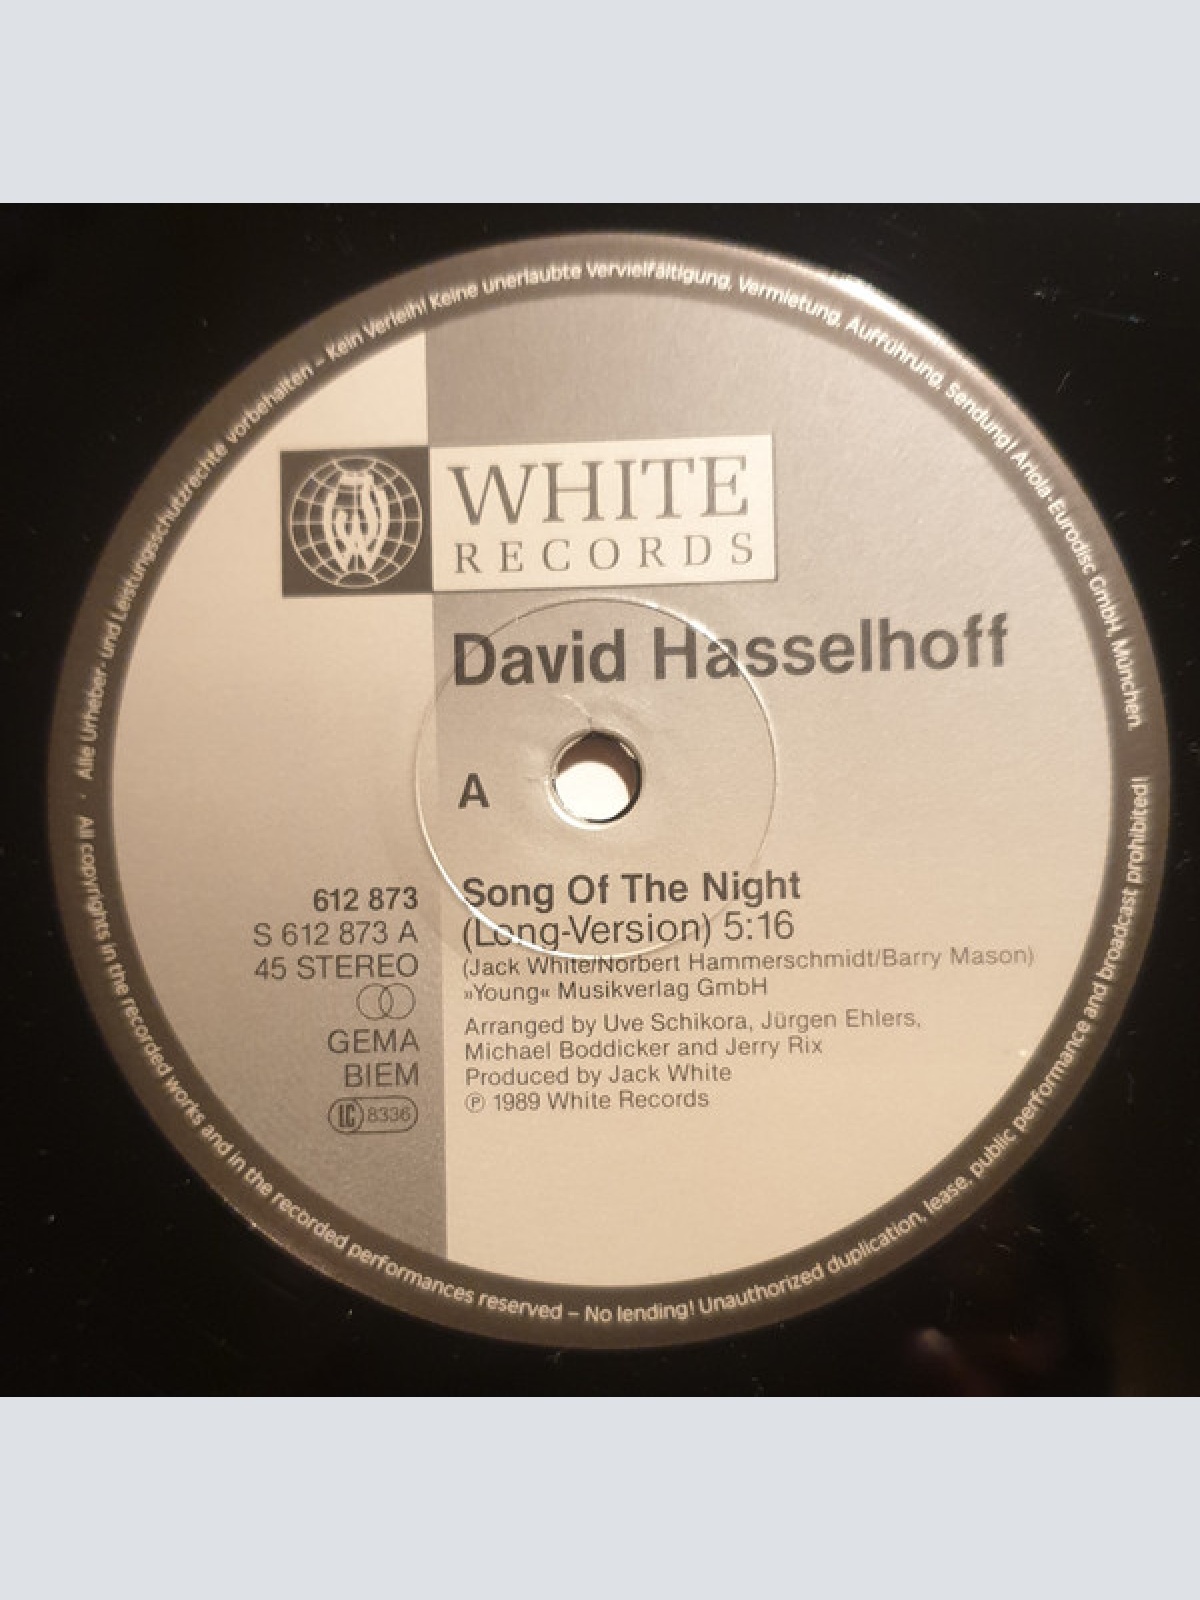 Alle Urheber- und Leistungsschutzrechte vorbehalten – Kein Verleih! Keine unerlaubte Vervielfältigung, Vermietung, Aufführung, Sendung! Ariola-Eurodisc GmbH, München.
WHITE
RECORDS
David Hasselhoff
A
612 873
S 612 873 A
45 STEREO
GEMA
BIEM
LC 8336
Song Of The Night
(Long-Version) 5:16
(Jack White/Norbert Hammerschmidt/Barry Mason)
»Young« Musikverlag GmbH
Arranged by Uve Schikora, Jürgen Ehlers,
Michael Boddicker and Jerry Rix
Produced by Jack White
℗ 1989 White Records
· All copyrights in the recorded works and in the recorded performances reserved – No lending! Unauthorized duplication, lease, public performance and broadcast prohibited!